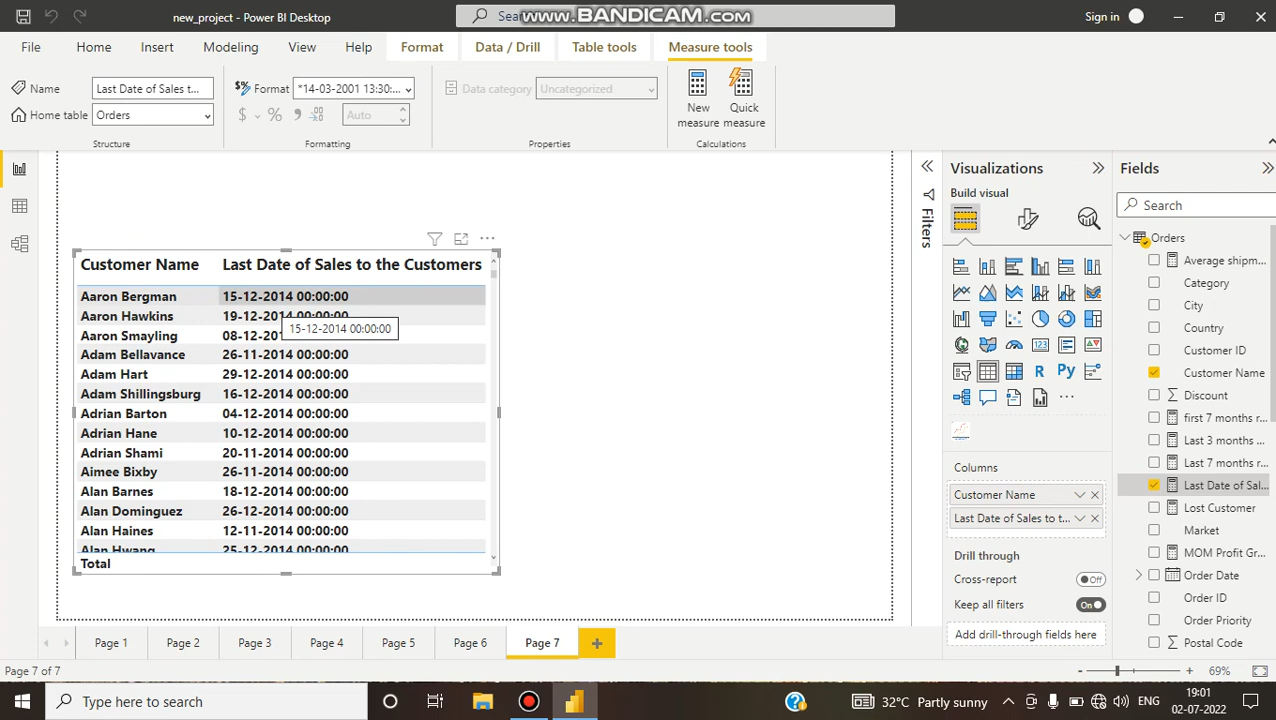 new_project - Power BI Desktop
Sea
www.BANDICAM.com
Sign in
File
Home
Insert
Modeling
View
Help
Format
Data / Drill
Table tools
Measure tools
Name
Last Date of Sales t...
Home table
Orders
Structure
Format
*14-03-2001 13:30:...
$ %
Auto
Formatting
Data category
Uncategorized
Properties
New measure
Quick measure
Calculations
Customer Name Last Date of Sales to the Customers
Aaron Bergman 15-12-2014 00:00:00
Aaron Hawkins 19-12-2014 00:00:00
15-12-2014 00:00:00
Aaron Smayling 08-12-201
Adam Bellavance 26-11-2014 00:00:00
Adam Hart 29-12-2014 00:00:00
Adam Shillingsburg 16-12-2014 00:00:00
Adrian Barton 04-12-2014 00:00:00
Adrian Hane 10-12-2014 00:00:00
Adrian Shami 20-11-2014 00:00:00
Aimee Bixby 26-11-2014 00:00:00
Alan Barnes 18-12-2014 00:00:00
Alan Dominguez 26-12-2014 00:00:00
Alan Haines 12-11-2014 00:00:00
Alan Hwang 25-12-2014 00:00:00
Total
Filters
Visualizations
Build visual
123
R
Py
Columns
Customer Name
Last Date of Sales to t...
Drill through
Cross-report
Off
Keep all filters
On
Add drill-through fields here
Fields
Search
Orders
Average shipm...
Category
City
Country
Customer ID
Customer Name
Discount
first 7 months r...
Last 3 months ...
Last 7 months r...
Last Date of Sal...
Lost Customer
Market
MOM Profit Gr...
Order Date
Order ID
Order Priority
Postal Code
Page 1
Page 2
Page 3
Page 4
Page 5
Page 6
Page 7
Page 7 of 7
- + 69%
Type here to search
32°C Partly sunny
ENG
19:01
02-07-2022